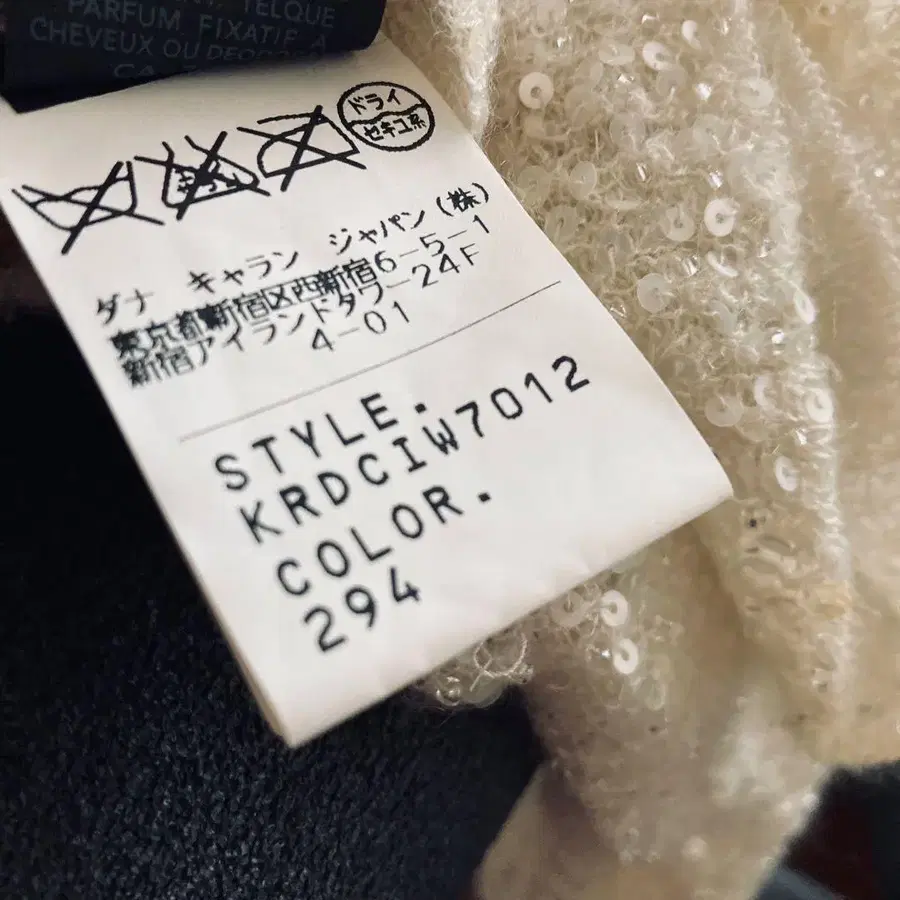 TELQUE
PARFUM, FIXATIF À
CHEVEUX OU
ドライ
セキユ系
ダナ キャラン ジャパン(株)
東京都新宿区西新宿6-5-1
新宿アイランドタワー24F
4-01
STYLE.
KRDCIW7012
COLOR.
294